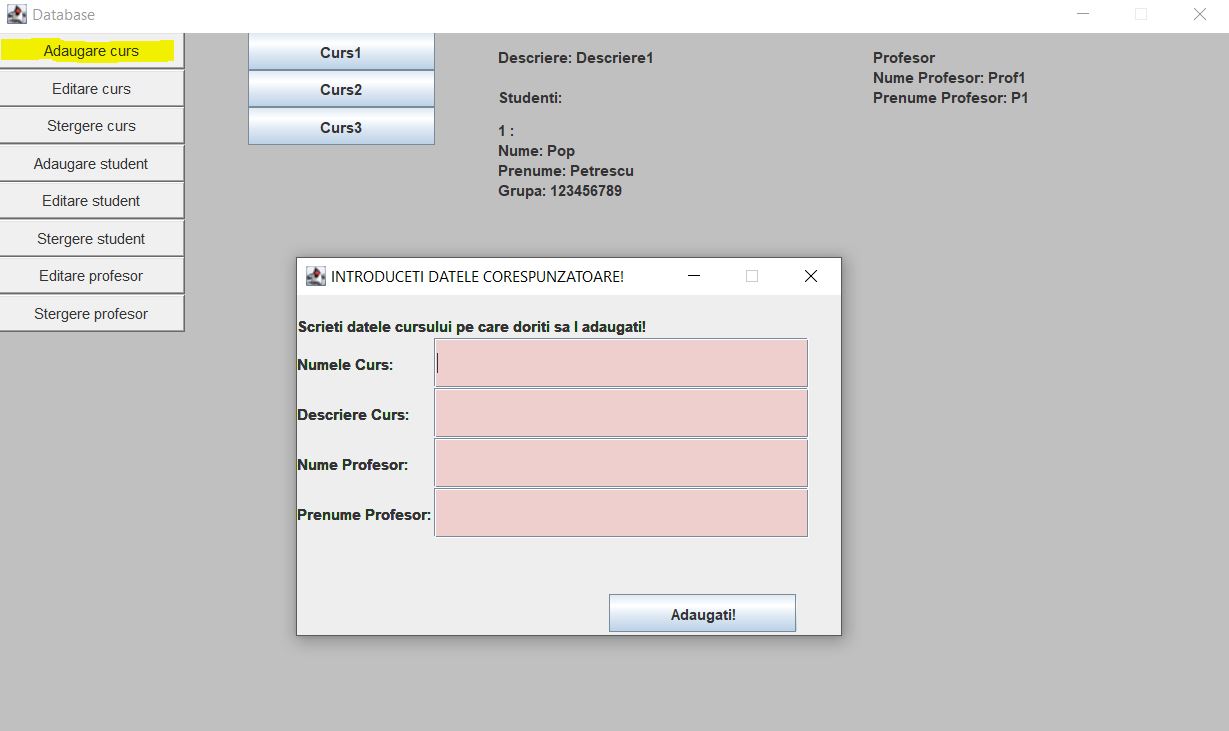 Database
Adaugare curs
Editare curs
Stergere curs
Adaugare student
Editare student
Stergere student
Editare profesor
Stergere profesor
Curs1
Curs2
Curs3
Descriere: Descriere1
Studenti:
1 :
Nume: Pop
Prenume: Petrescu
Grupa: 123456789
Profesor
Nume Profesor: Prof1
Prenume Profesor: P1
INTRODUCETI DATELE CORESPUNZATOARE!
Scrieti datele cursului pe care doriti sa l adaugati!
Numele Curs:
Descriere Curs:
Nume Profesor:
Prenume Profesor:
Adaugati!